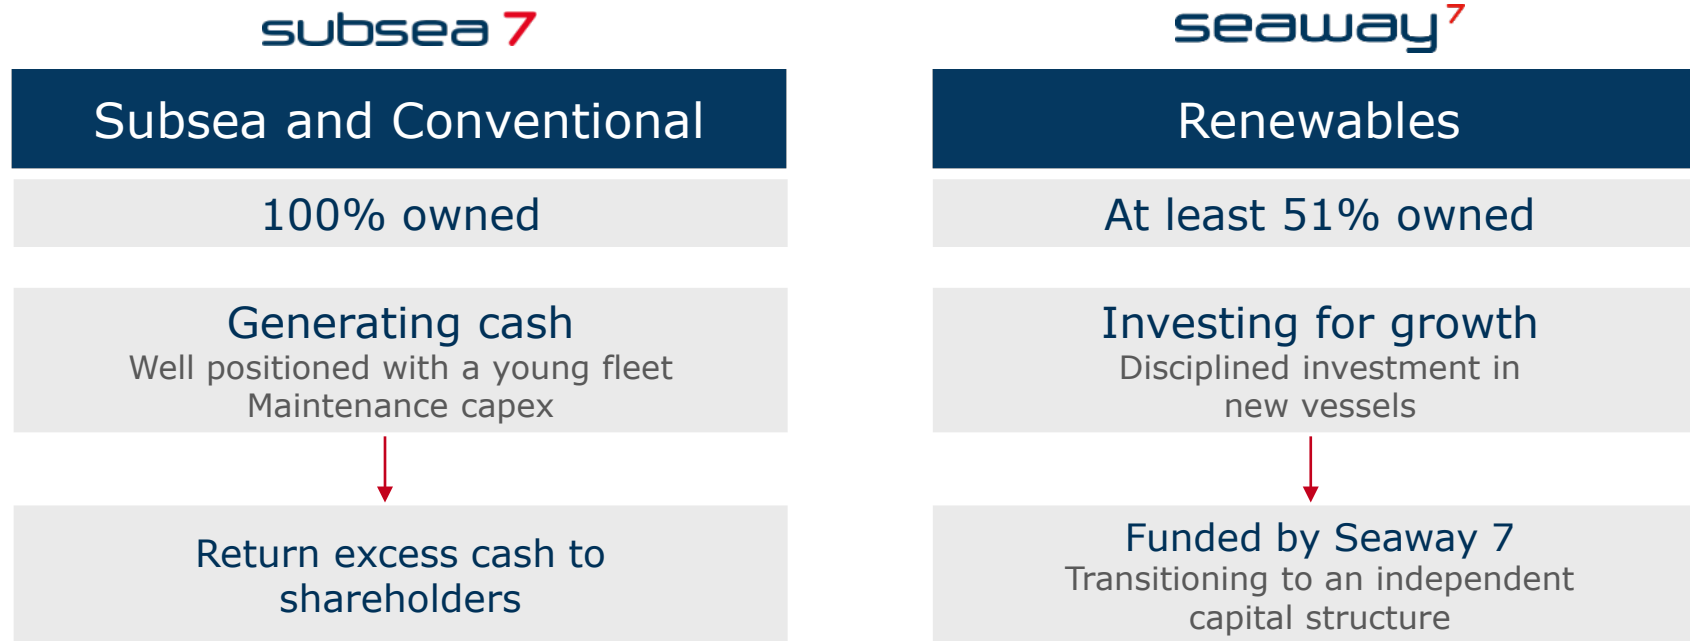 subsea 7
Subsea and Conventional
100% owned
Generating cash
Well positioned with a young fleet
Maintenance capex
Return excess cash to
shareholders
seaway7
Renewables
At least 51% owned
Investing for growth
Disciplined investment in
new vessels
Funded by Seaway 7
Transitioning to an independent
capital structure